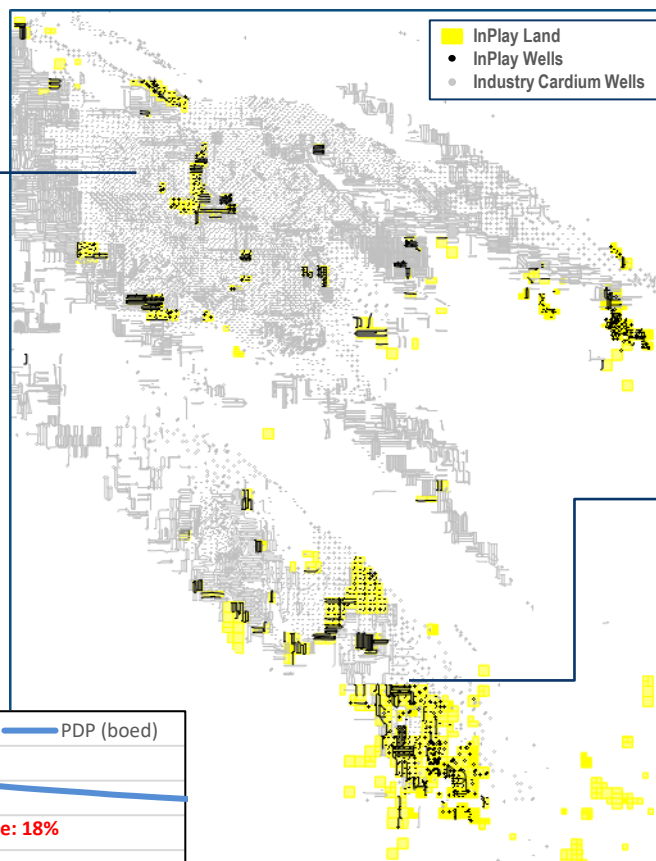 InPlay Land
InPlay Wells
Industry Cardium Wells
PDP (boed)
e: 18%